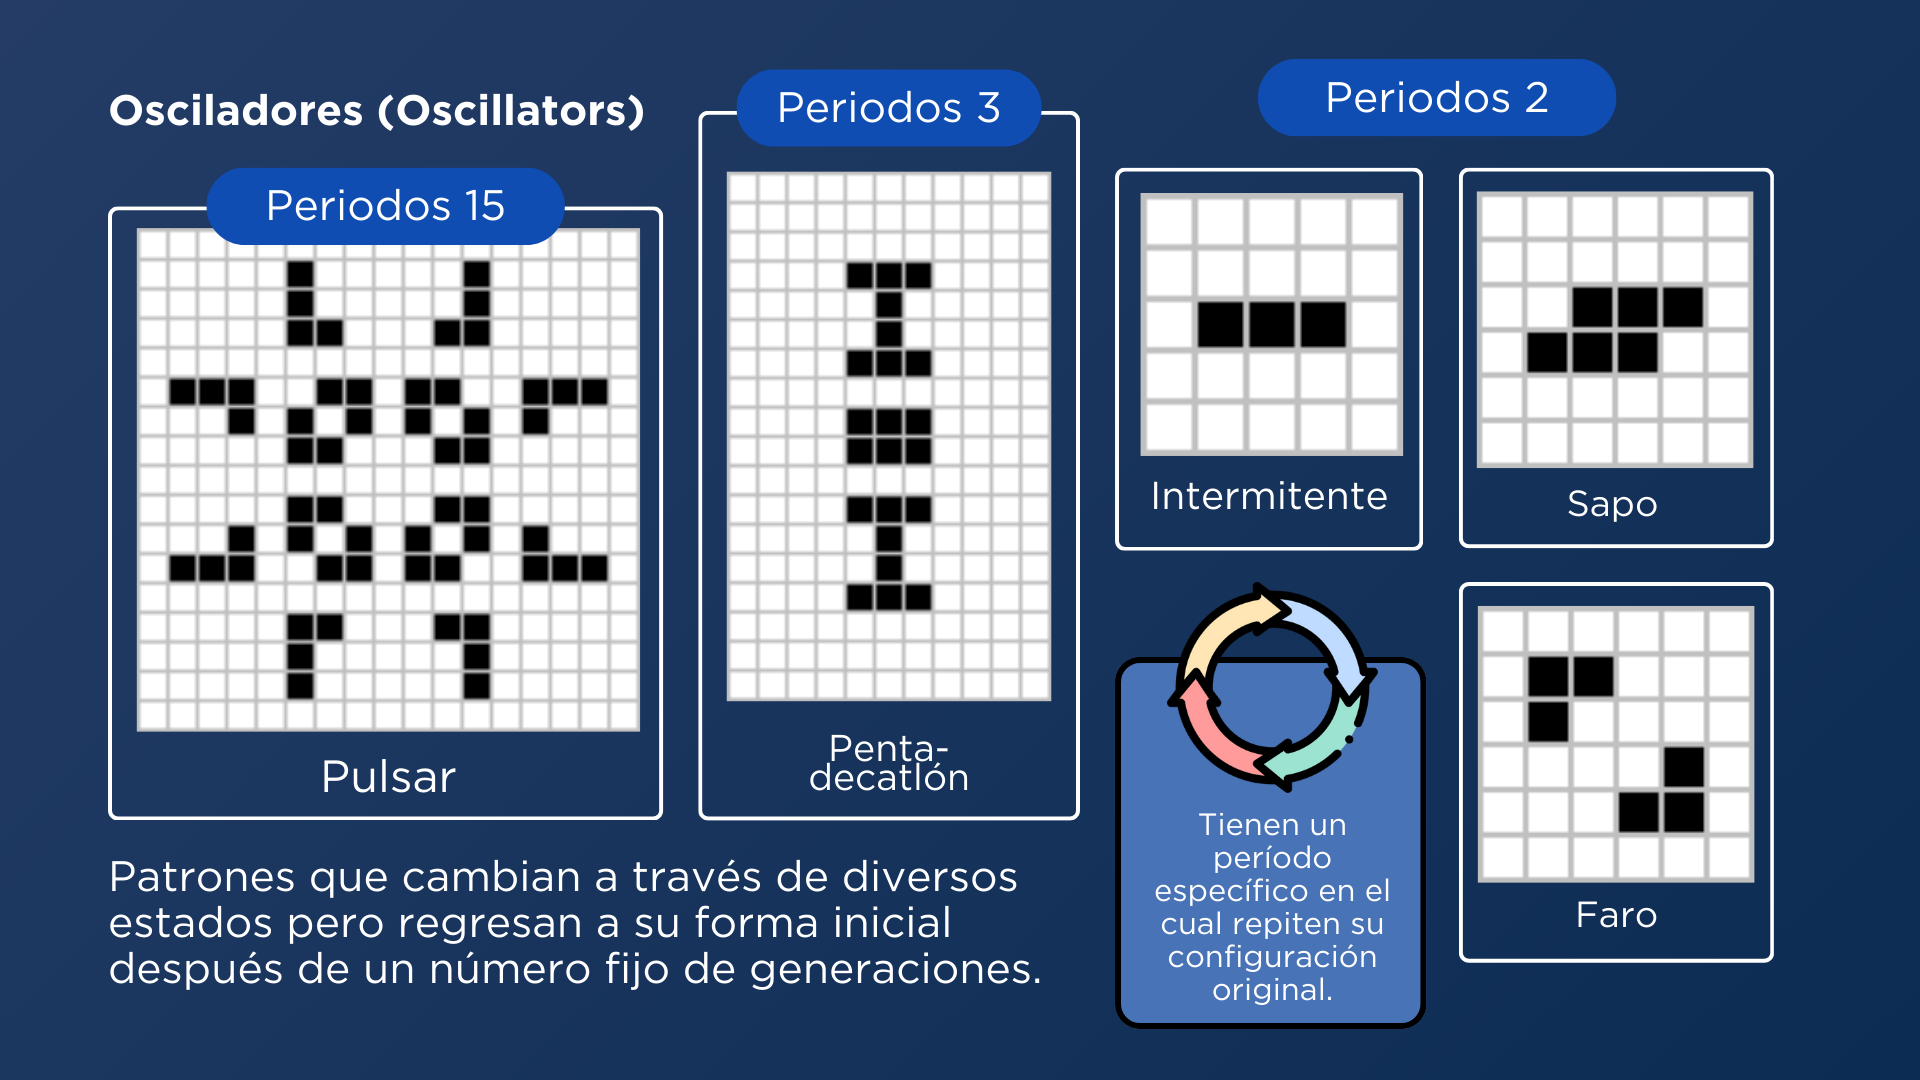 Osciladores (Oscillators)
Periodos 15
Pulsar
Periodos 3
Penta-
decatlón
Periodos 2
Intermitente
Sapo
Faro
Tienen un
período
específico en el
cual repiten su
configuración
original.
Patrones que cambian a través de diversos
estados pero regresan a su forma inicial
después de un número fijo de generaciones.